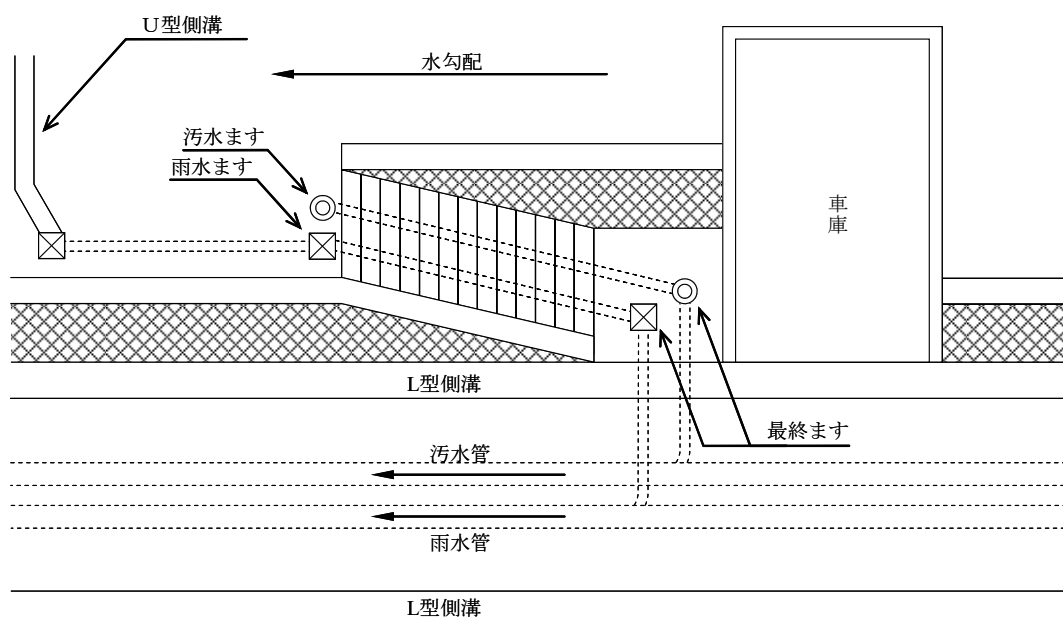 U型側溝
水勾配
汚水ます
雨水ます
車庫
L型側溝
最終ます
汚水管
雨水管
L型側溝